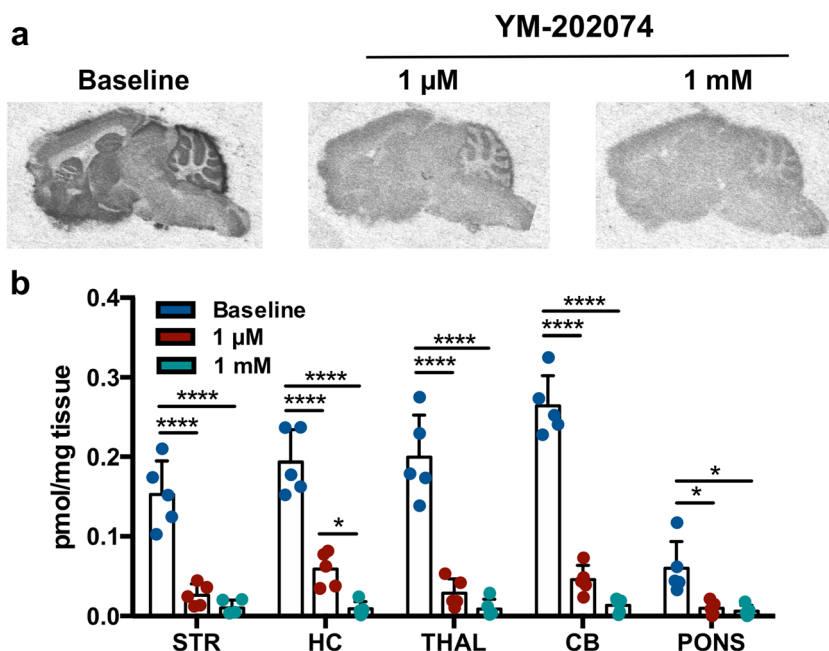 a
YM-202074
Baseline
1 µM
1 mM
b
pmol/mg tissue
0.4
0.3
0.2
0.1
0.0
Baseline
1 µM
1 mM
****
****
****
****
*
****
****
****
****
*
*
STR
HC
THAL
CB
PONS